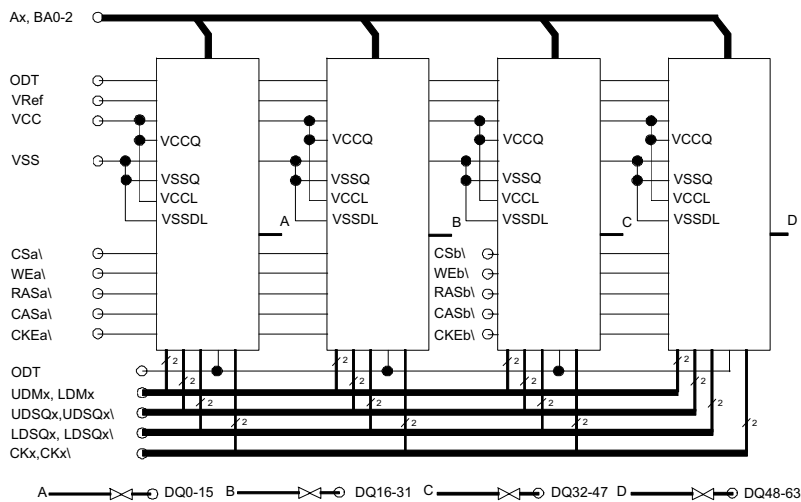 Ax, BA0-2
ODT
VRef
VCC
VCCQ VCCQ VCCQ VCCQ
VSS
VSSQ VSSQ VSSQ VSSQ
VCCL VCCL VCCL VCCL
VSSDL VSSDL VSSDL VSSDL
A B C D
CSa\ CSb\
WEa\ WEb\
RASa\ RASb\
CASa\ CASb\
CKEa\ CKEb\
2 2 2 2
ODT
2 2 2 2
UDMx, LDMx
UDSQx,UDSQx\
2 2 2 2
LDSQx, LDSQx\
2 2 2 2
CKx,CKx\
A DQ0-15 B DQ16-31 C DQ32-47 D DQ48-63